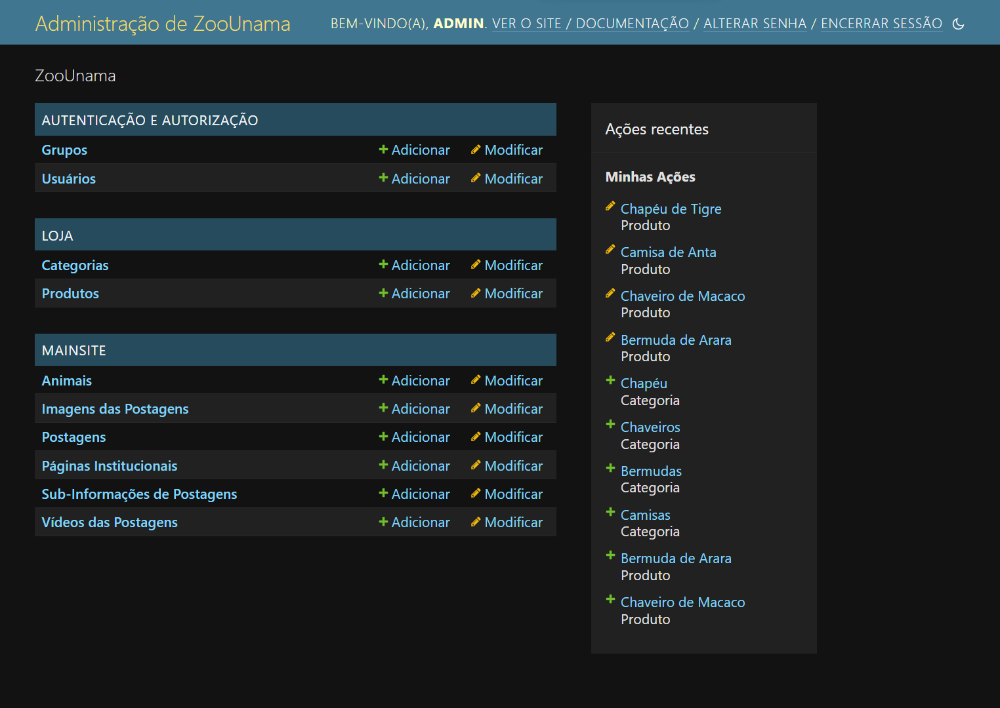 Administração de ZooUnama
BEM-VINDO(A), ADMIN. VER O SITE / DOCUMENTAÇÃO / ALTERAR SENHA / ENCERRAR SESSÃO
ZooUnama
AUTENTICAÇÃO E AUTORIZAÇÃO
Grupos Adicionar Modificar
Usuários Adicionar Modificar
LOJA
Categorias Adicionar Modificar
Produtos Adicionar Modificar
MAINSITE
Animais Adicionar Modificar
Imagens das Postagens Adicionar Modificar
Postagens Adicionar Modificar
Páginas Institucionais Adicionar Modificar
Sub-Informações de Postagens Adicionar Modificar
Vídeos das Postagens Adicionar Modificar
Ações recentes
Minhas Ações
Chapéu de Tigre
Produto
Camisa de Anta
Produto
Chaveiro de Macaco
Produto
Bermuda de Arara
Produto
Chapéu
Categoria
Chaveiros
Categoria
Bermudas
Categoria
Camisas
Categoria
Bermuda de Arara
Produto
Chaveiro de Macaco
Produto